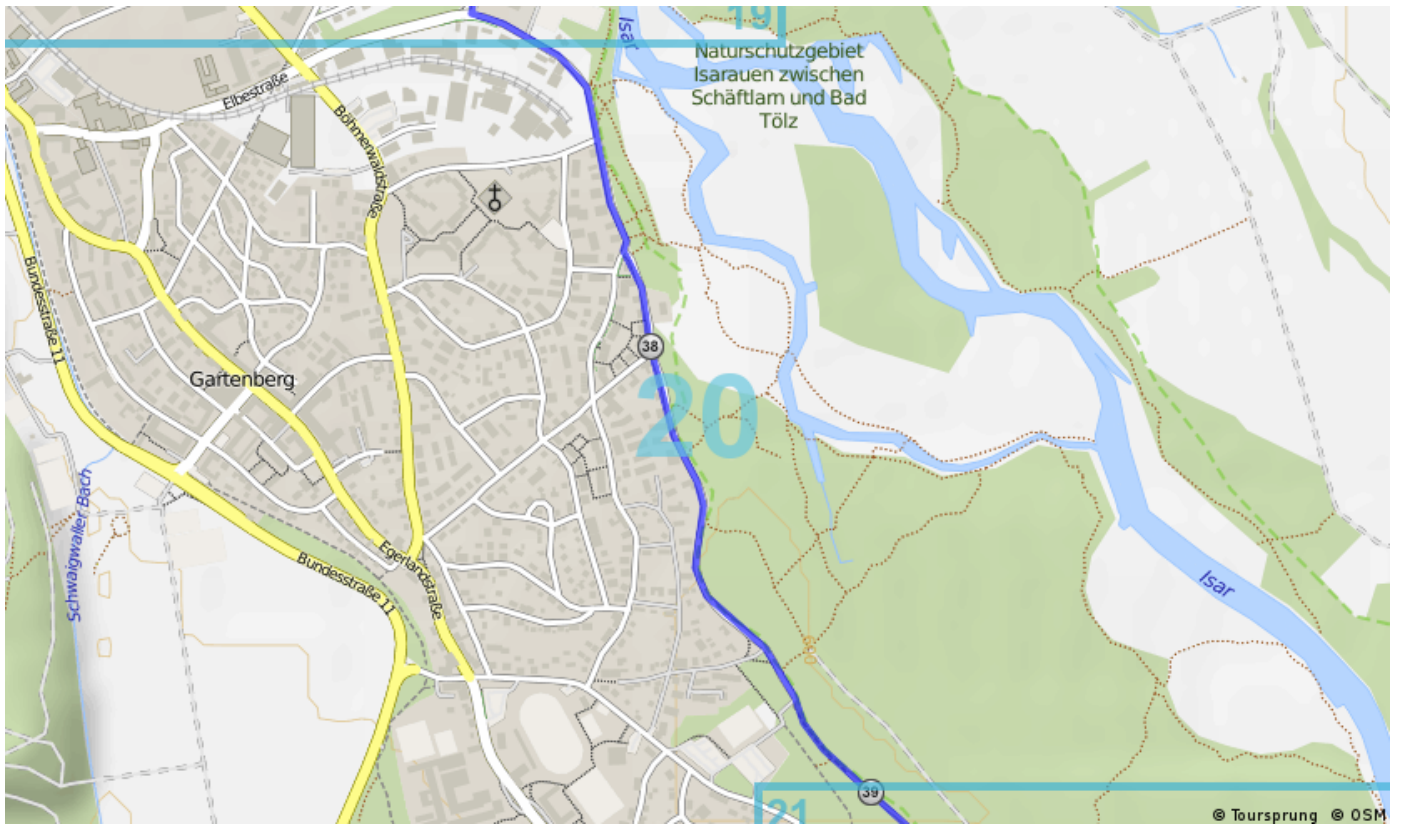 19
Isar
Naturschutzgebiet
Isarauen zwischen
Schäftlarn und Bad
Tölz
Elbestraße
Böhmerwaldstraße
Bundesstraße 11
38
Gartenberg
20
Schwaigwaller Bach
Egerlandstraße
Bundesstraße 11
Isar
630
39
21
© Toursprung © OSM